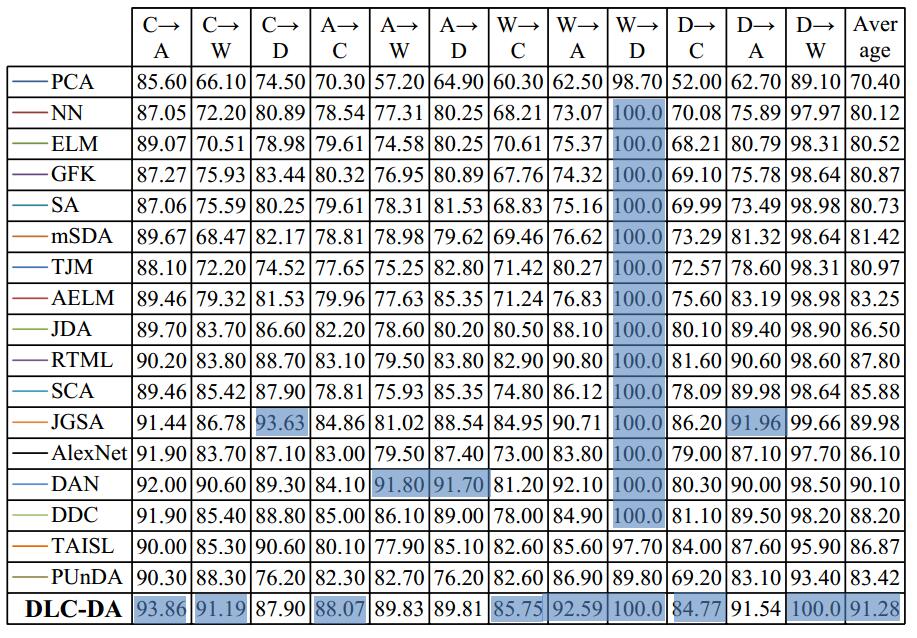 C→ A C→ W C→ D A→ C A→ W A→ D W→ C W→ A W→ D D→ C D→ A D→ W Aver age
PCA 85.60 66.10 74.50 70.30 57.20 64.90 60.30 62.50 98.70 52.00 62.70 89.10 70.40
NN 87.05 72.20 80.89 78.54 77.31 80.25 68.21 73.07 100.0 70.08 75.89 97.97 80.12
ELM 89.07 70.51 78.98 79.61 74.58 80.25 70.61 75.37 100.0 68.21 80.79 98.31 80.52
GFK 87.27 75.93 83.44 80.32 76.95 80.89 67.76 74.32 100.0 69.10 75.78 98.64 80.87
SA 87.06 75.59 80.25 79.61 78.31 81.53 68.83 75.16 100.0 69.99 73.49 98.98 80.73
mSDA 89.67 68.47 82.17 78.81 78.98 79.62 69.46 76.62 100.0 73.29 81.32 98.64 81.42
TJM 88.10 72.20 74.52 77.65 75.25 82.80 71.42 80.27 100.0 72.57 78.60 98.31 80.97
AELM 89.46 79.32 81.53 79.96 77.63 85.35 71.24 76.83 100.0 75.60 83.19 98.98 83.25
JDA 89.70 83.70 86.60 82.20 78.60 80.20 80.50 88.10 100.0 80.10 89.40 98.90 86.50
RTML 90.20 83.80 88.70 83.10 79.50 83.80 82.90 90.80 100.0 81.60 90.60 98.60 87.80
SCA 89.46 85.42 87.90 78.81 75.93 85.35 74.80 86.12 100.0 78.09 89.98 98.64 85.88
JGSA 91.44 86.78 93.63 84.86 81.02 88.54 84.95 90.71 100.0 86.20 91.96 99.66 89.98
AlexNet 91.90 83.70 87.10 83.00 79.50 87.40 73.00 83.80 100.0 79.00 87.10 97.70 86.10
DAN 92.00 90.60 89.30 84.10 91.80 91.70 81.20 92.10 100.0 80.30 90.00 98.50 90.10
DDC 91.90 85.40 88.80 85.00 86.10 89.00 78.00 84.90 100.0 81.10 89.50 98.20 88.20
TAISL 90.00 85.30 90.60 80.10 77.90 85.10 82.60 85.60 97.70 84.00 87.60 95.90 86.87
PUnDA 90.30 88.30 76.20 82.30 82.70 76.20 82.60 86.90 89.80 69.20 83.10 93.40 83.42
DLC-DA 93.86 91.19 87.90 88.07 89.83 89.81 85.75 92.59 100.0 84.77 91.54 100.0 91.28